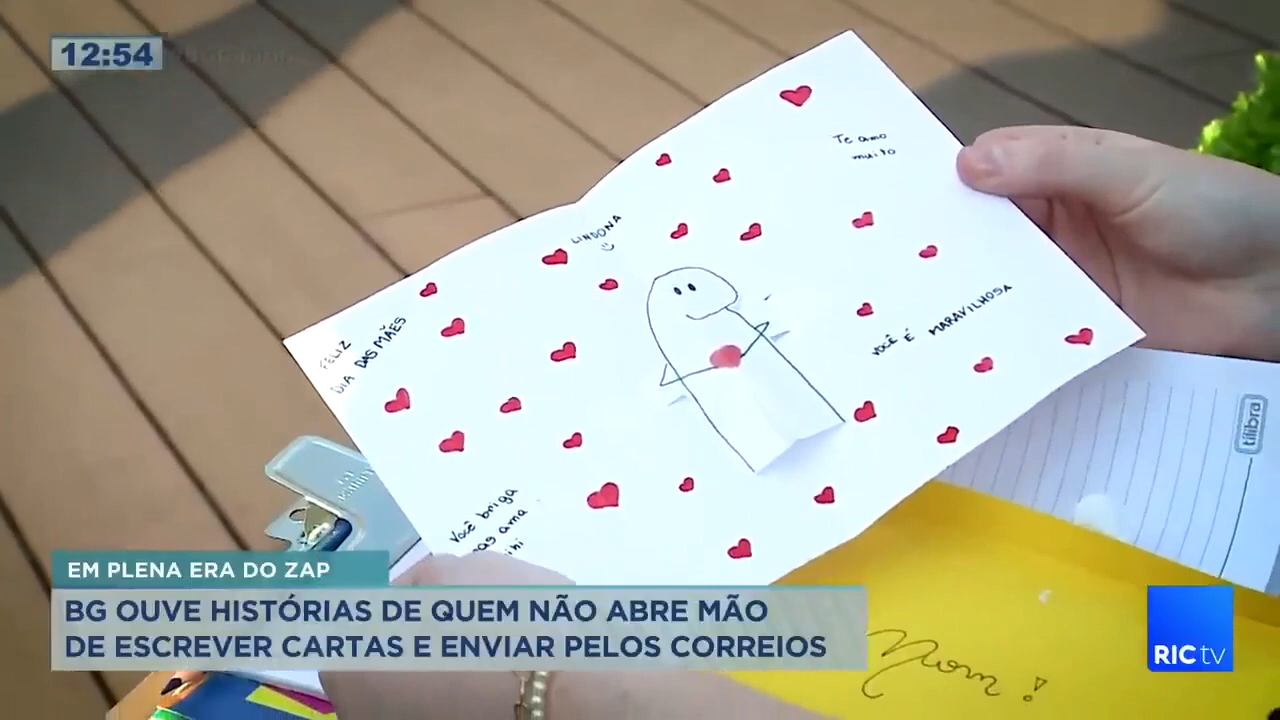 12:54
Te amo
muito
LINDONA
FELIZ
DIA DAS MÃES
VOCÊ É MARAVILHOSA
Você briga
mas ama
tilibra
Mom!
EM PLENA ERA DO ZAP
BG OUVE HISTÓRIAS DE QUEM NÃO ABRE MÃO
DE ESCREVER CARTAS E ENVIAR PELOS CORREIOS
RICtv